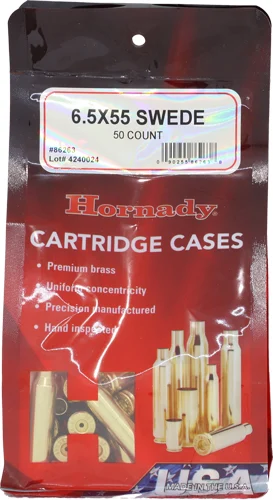 6.5X55 SWEDE
50 COUNT
#86263
Lot# 4240024
Hornady
CARTRIDGE CASES
• Premium brass
• Uniform concentricity
• Precision manufactured
• Hand inspected
MADE IN THE U.S.A.
USA